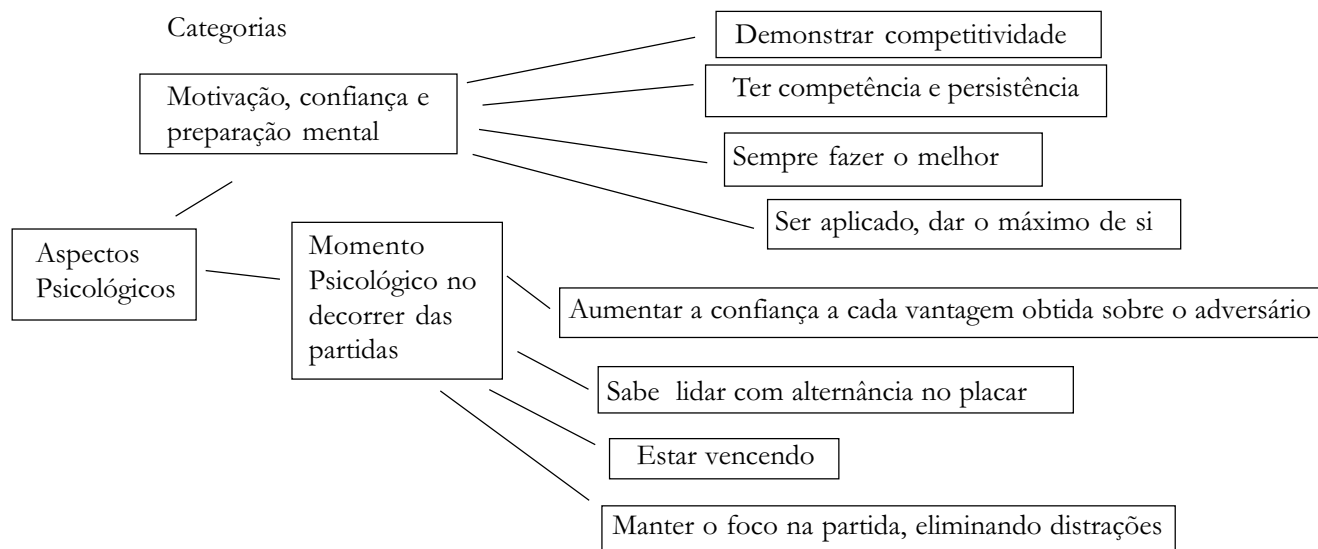 Categorias
Demonstrar competitividade
Motivação, confiança e
preparação mental
Ter competência e persistência
Sempre fazer o melhor
Ser aplicado, dar o máximo de si
Aspectos
Psicológicos
Momento
Psicológico no
decorrer das
partidas
Aumentar a confiança a cada vantagem obtida sobre o adversário
Sabe lidar com alternância no placar
Estar vencendo
Manter o foco na partida, eliminando distrações